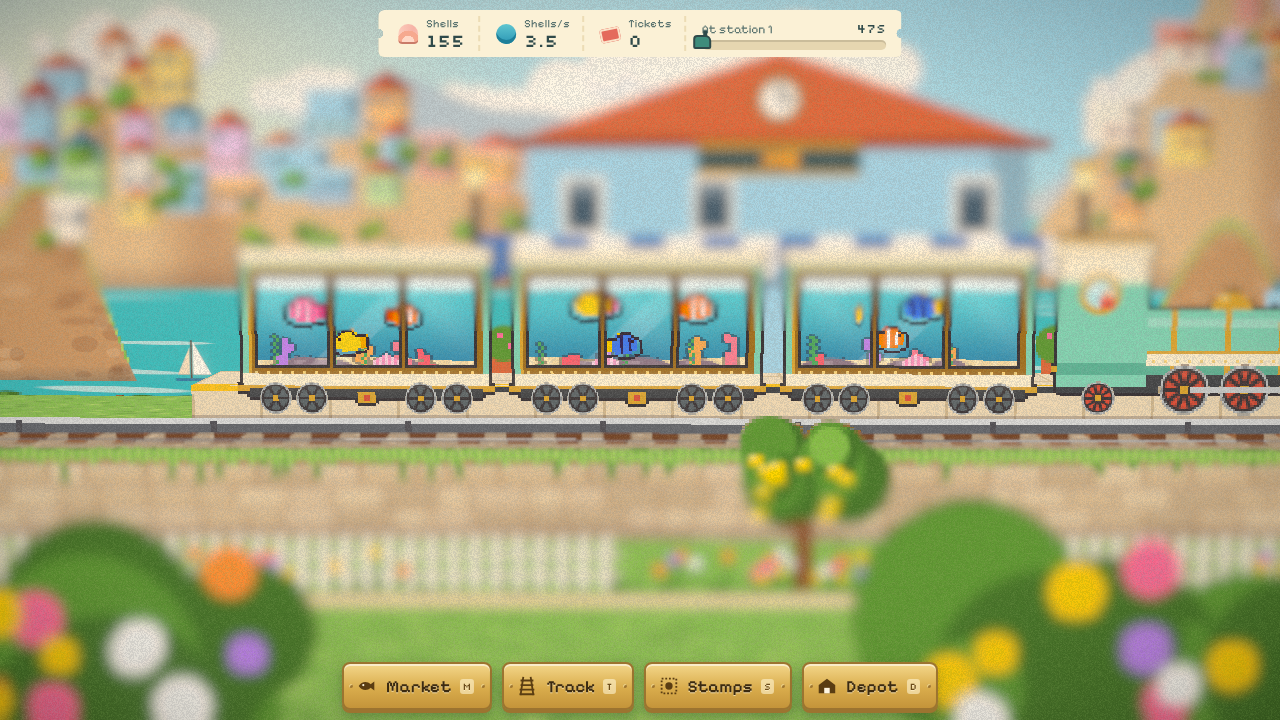 Shells
155
Shells/s
3.5
Tickets
0
At station 1
47s
Market M
Track T
Stamps S
Depot D